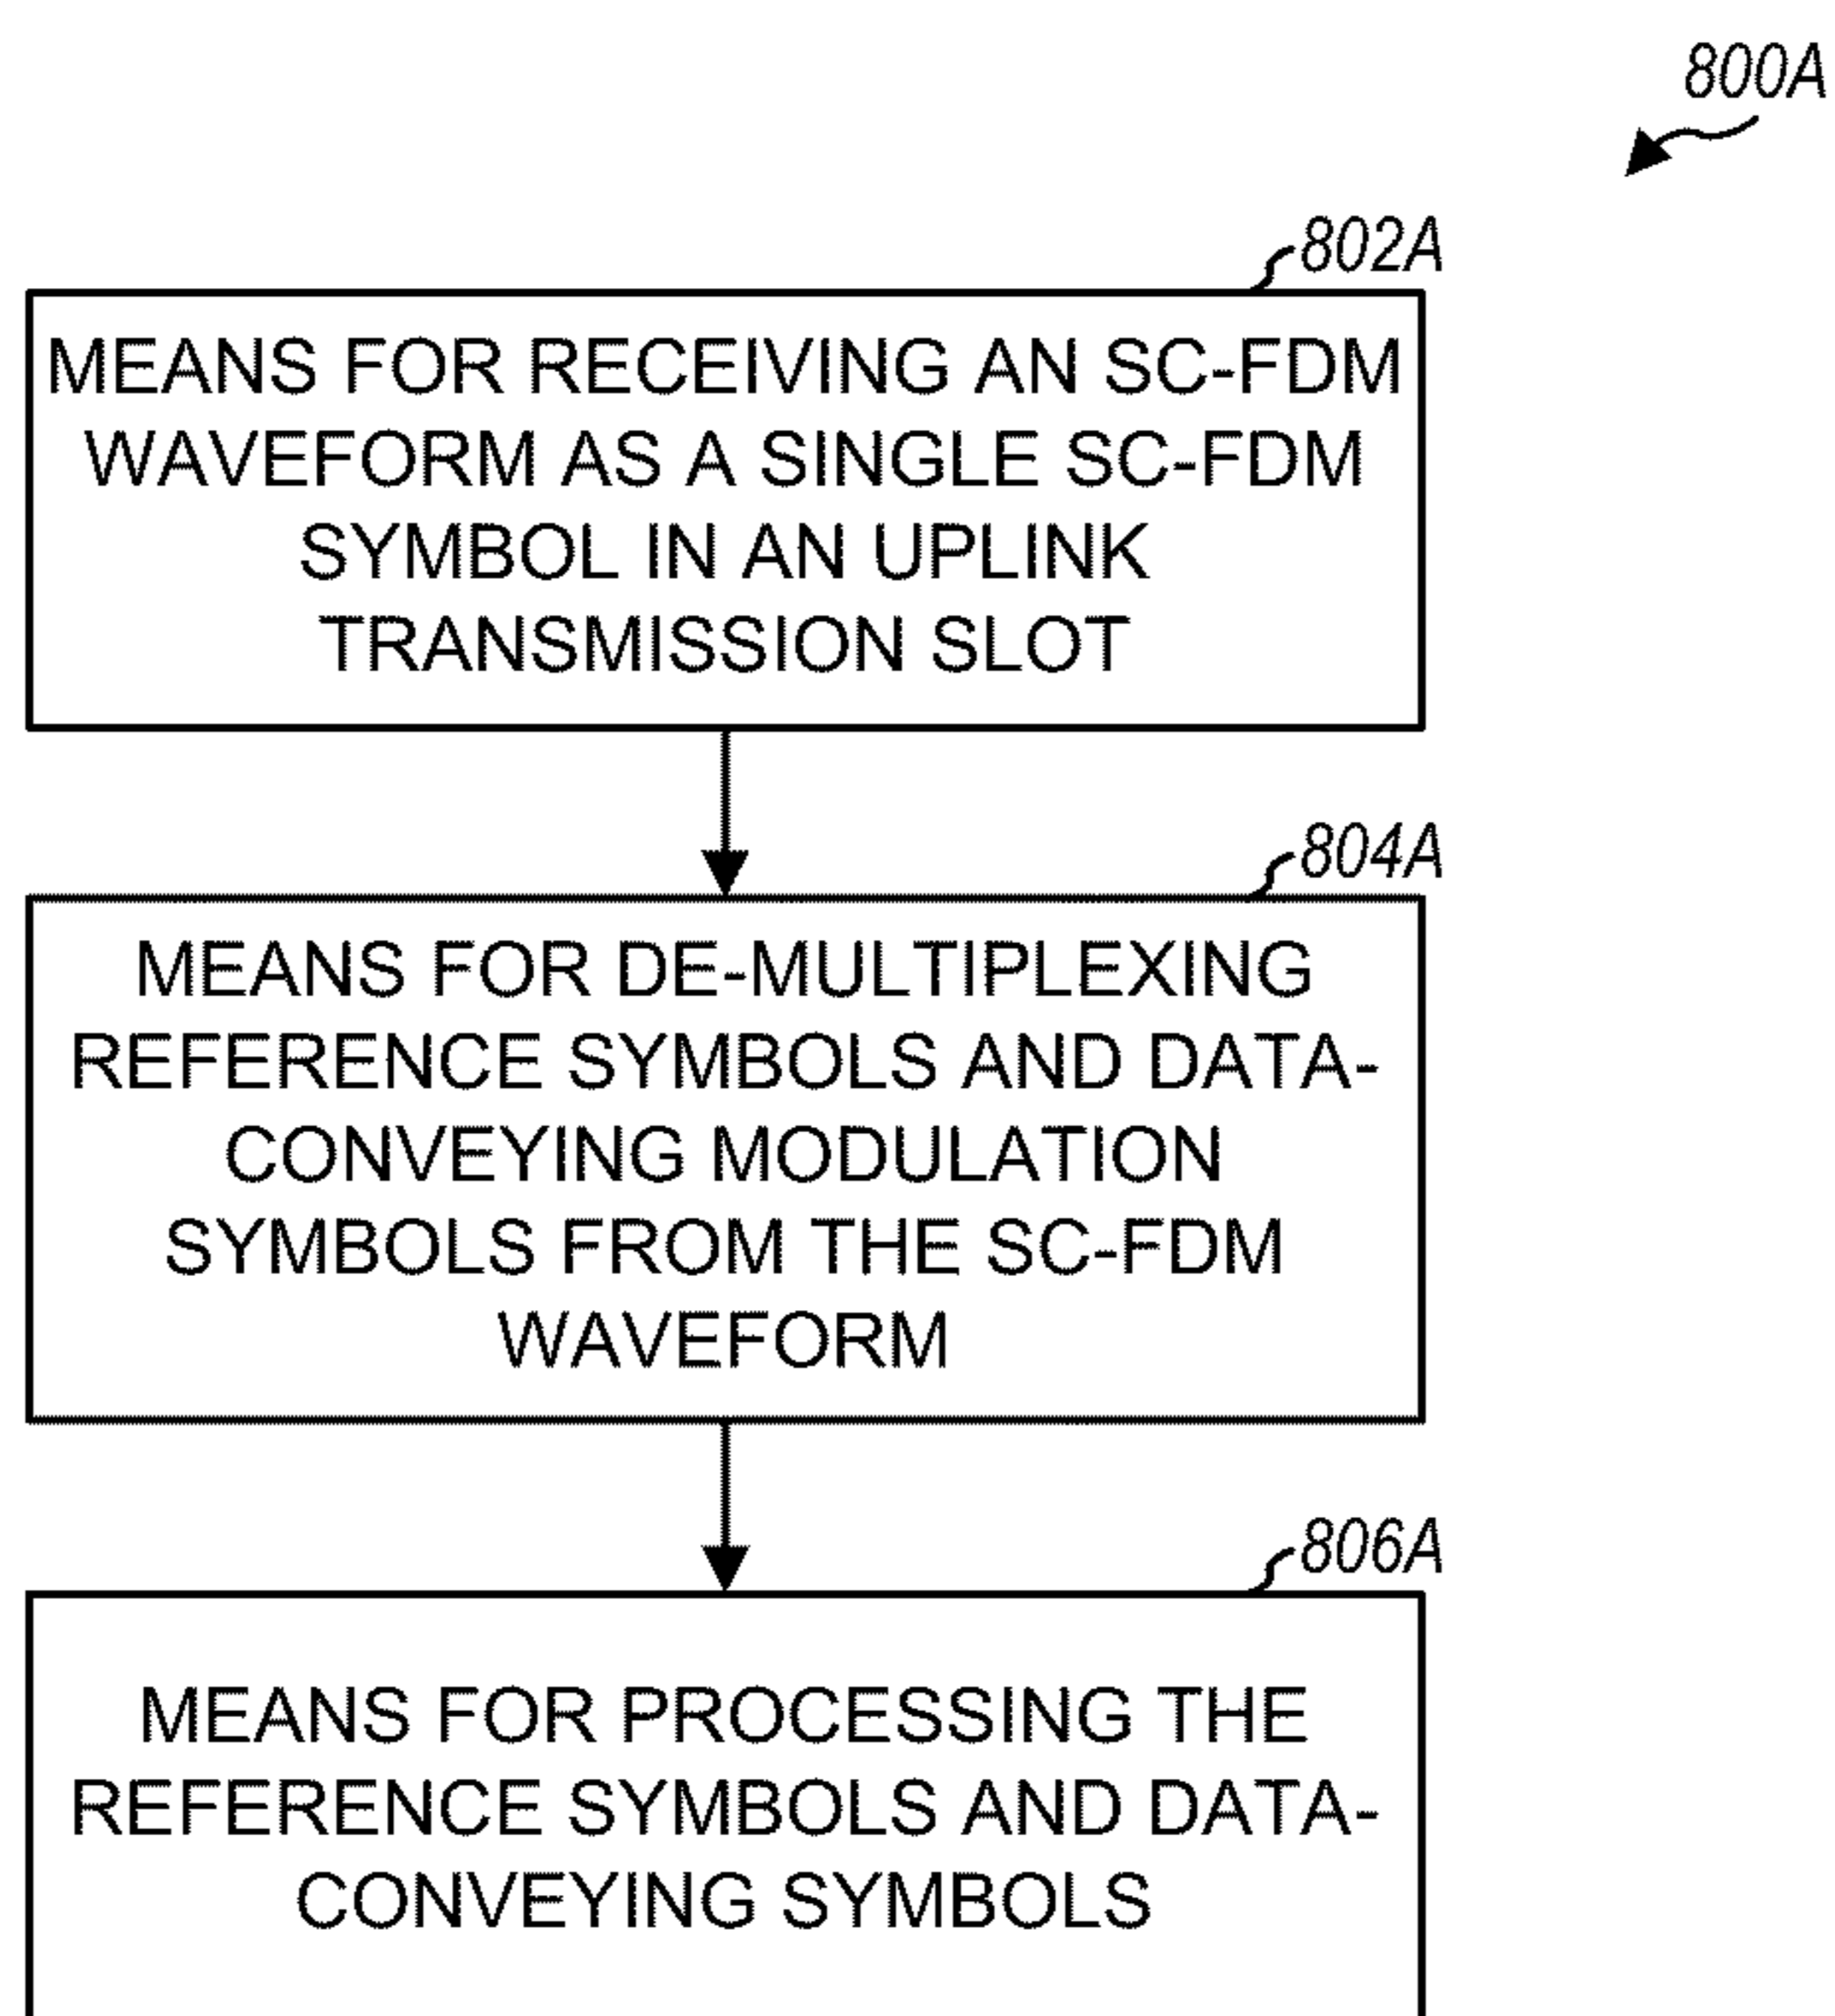 800A
802A
MEANS FOR RECEIVING AN SC-FDM
WAVEFORM AS A SINGLE SC-FDM
SYMBOL IN AN UPLINK
TRANSMISSION SLOT
804A
MEANS FOR DE-MULTIPLEXING
REFERENCE SYMBOLS AND DATA-
CONVEYING MODULATION
SYMBOLS FROM THE SC-FDM
WAVEFORM
806A
MEANS FOR PROCESSING THE
REFERENCE SYMBOLS AND DATA-
CONVEYING SYMBOLS